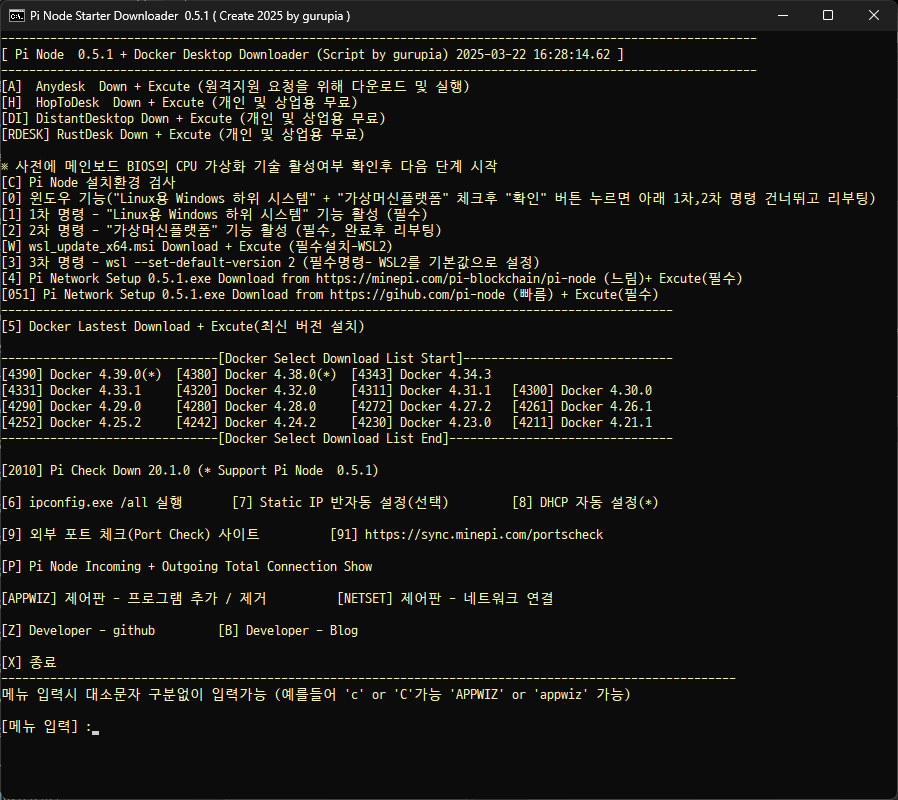 Pi Node Starter Downloader  0.5.1 ( Create 2025 by gurupia )
------------------------------------------------------------------------------------------------------------
[ Pi Node  0.5.1 + Docker Desktop Downloader (Script by gurupia) 2025-03-22 16:28:14.62 ]
------------------------------------------------------------------------------------------------------------
[A]  Anydesk  Down + Excute (원격지원 요청을 위해 다운로드 및 실행)
[H]  HopToDesk  Down + Excute (개인 및 상업용 무료)
[DI] DistantDesktop Down + Excute (개인 및 상업용 무료)
[RDESK] RustDesk Down + Excute (개인 및 상업용 무료)
※ 사전에 메인보드 BIOS의 CPU 가상화 기술 활성여부 확인후 다음 단계 시작
[C] Pi Node 설치환경 검사
[0] 윈도우 기능("Linux용 Windows 하위 시스템" + "가상머신플랫폼" 체크후 "확인" 버튼 누르면 아래 1차,2차 명령 건너뛰고 리부팅)
[1] 1차 명령 - "Linux용 Windows 하위 시스템" 기능 활성 (필수)
[2] 2차 명령 - "가상머신플랫폼" 기능 활성 (필수, 완료후 리부팅)
[W] wsl_update_x64.msi Download + Excute (필수설치-WSL2)
[3] 3차 명령 - wsl --set-default-version 2 (필수명령- WSL2를 기본값으로 설정)
[4] Pi Network Setup 0.5.1.exe Download from https://minepi.com/pi-blockchain/pi-node (느림)+ Excute(필수)
[051] Pi Network Setup 0.5.1.exe Download from https://gihub.com/pi-node (빠름) + Excute(필수)
------------------------------------------------------------------------------------------------
[5] Docker Lastest Download + Excute(최신 버전 설치)
-------------------------------[Docker Select Download List Start]------------------------------
[4390] Docker 4.39.0(*)  [4380] Docker 4.38.0(*)  [4343] Docker 4.34.3
[4331] Docker 4.33.1     [4320] Docker 4.32.0     [4311] Docker 4.31.1   [4300] Docker 4.30.0
[4290] Docker 4.29.0     [4280] Docker 4.28.0     [4272] Docker 4.27.2   [4261] Docker 4.26.1
[4252] Docker 4.25.2     [4242] Docker 4.24.2     [4230] Docker 4.23.0   [4211] Docker 4.21.1
-------------------------------[Docker Select Download List End]--------------------------------
[2010] Pi Check Down 20.1.0 (* Support Pi Node  0.5.1)
[6] ipconfig.exe /all 실행       [7] Static IP 반자동 설정(선택)         [8] DHCP 자동 설정(*)
[9] 외부 포트 체크(Port Check) 사이트          [91] https://sync.minepi.com/portscheck
[P] Pi Node Incoming + Outgoing Total Connection Show
[APPWIZ] 제어판 - 프로그램 추가 / 제거          [NETSET] 제어판 - 네트워크 연결
[Z] Developer - github         [B] Developer - Blog
[X] 종료
---------------------------------------------------------------------------------------------------------
메뉴 입력시 대소문자 구분없이 입력가능 (예를들어 'c' or 'C'가능 'APPWIZ' or 'appwiz' 가능)
[메뉴 입력] :